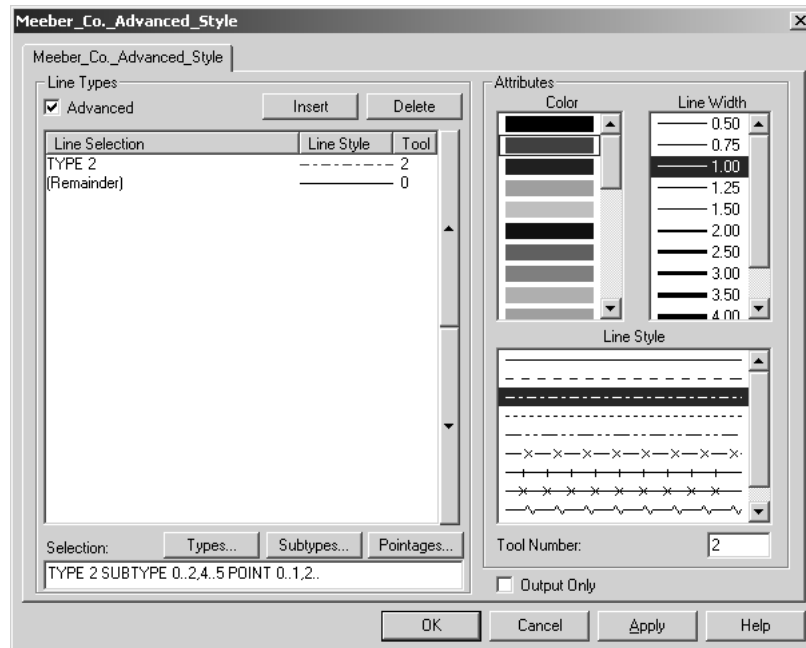 Meeber_Co._Advanced_Style
Meeber_Co._Advanced_Style
Line Types
Advanced
Insert
Delete
Line Selection Line Style Tool
TYPE 2 2
(Remainder) 0
Selection:
Types...
Subtypes...
Pointages...
TYPE 2 SUBTYPE 0..2,4..5 POINT 0..1,2..
Attributes
Color
Line Width
0.50
0.75
1.00
1.25
1.50
2.00
2.50
3.00
3.50
4.00
Line Style
Tool Number: 2
Output Only
OK
Cancel
Apply
Help